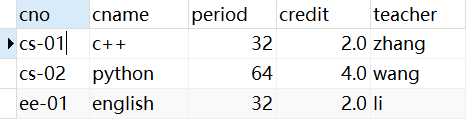 cno cname period credit teacher
cs-01 c++ 32 2.0 zhang
cs-02 python 64 4.0 wang
ee-01 english 32 2.0 li